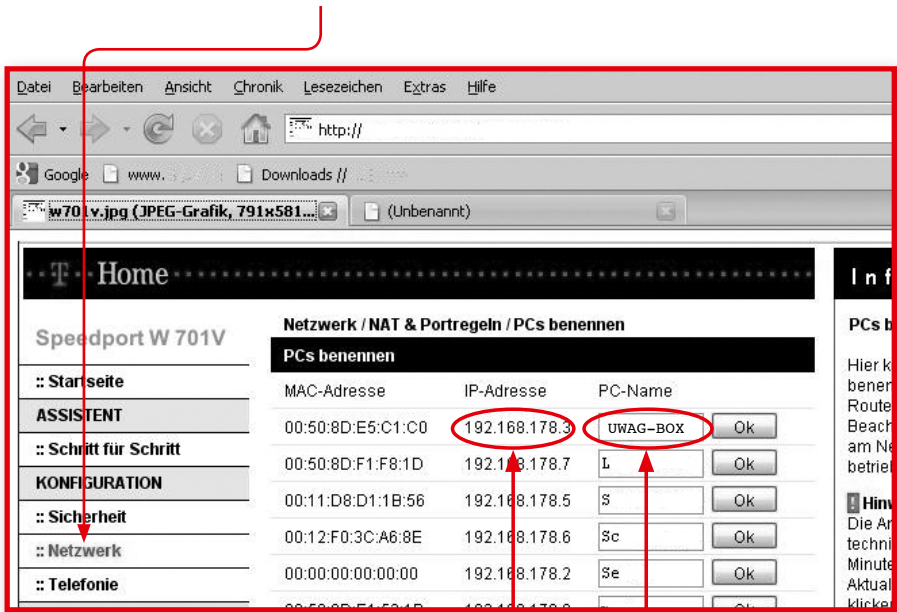 Datei Bearbeiten Ansicht Chronik Lesezeichen Extras Hilfe
http://
Google www. Downloads //
w701v.jpg (JPEG-Grafik, 791x581... (Unbenannt)
T Home
Inf
Speedport W 701V
:: Startseite
ASSISTENT
:: Schritt für Schritt
KONFIGURATION
:: Sicherheit
:: Netzwerk
:: Telefonie
Netzwerk / NAT & Portregeln / PCs benennen
PCs benennen
MAC-Adresse IP-Adresse PC-Name
00:50:8D:E5:C1:C0 192.168.178.3 UWAG-BOX Ok
00:50:8D:F1:F8:1D 192.168.178.7 L Ok
00:11:D8:D1:1B:56 192.168.178.5 S Ok
00:12:F0:3C:A6:8E 192.168.178.6 Sc Ok
00:00:00:00:00:00 192.168.178.2 Se Ok
PCs b
Hier k
benen
Route
Beach
am Ne
betriel
Hinv
Die Ar
techni
Minute
Aktual
klicken